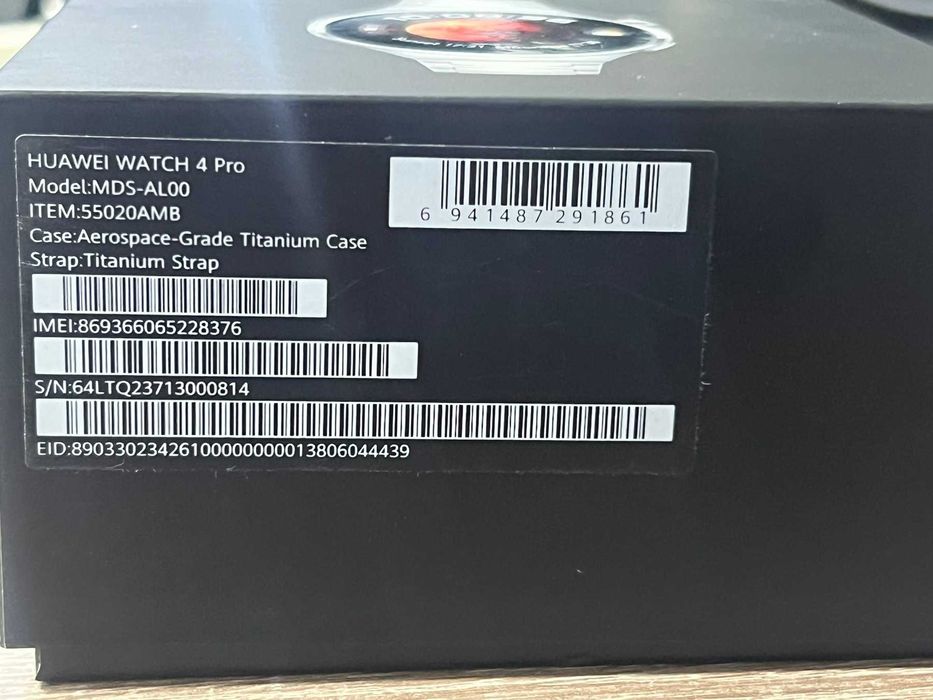 HUAWEI WATCH 4 Pro
Model:MDS-AL00
ITEM:55020AMB
Case:Aerospace-Grade Titanium Case
Strap:Titanium Strap
6 941487 291861
IMEI:869366065228376
S/N:64LTQ23713000814
EID:89033023426100000000013806044439